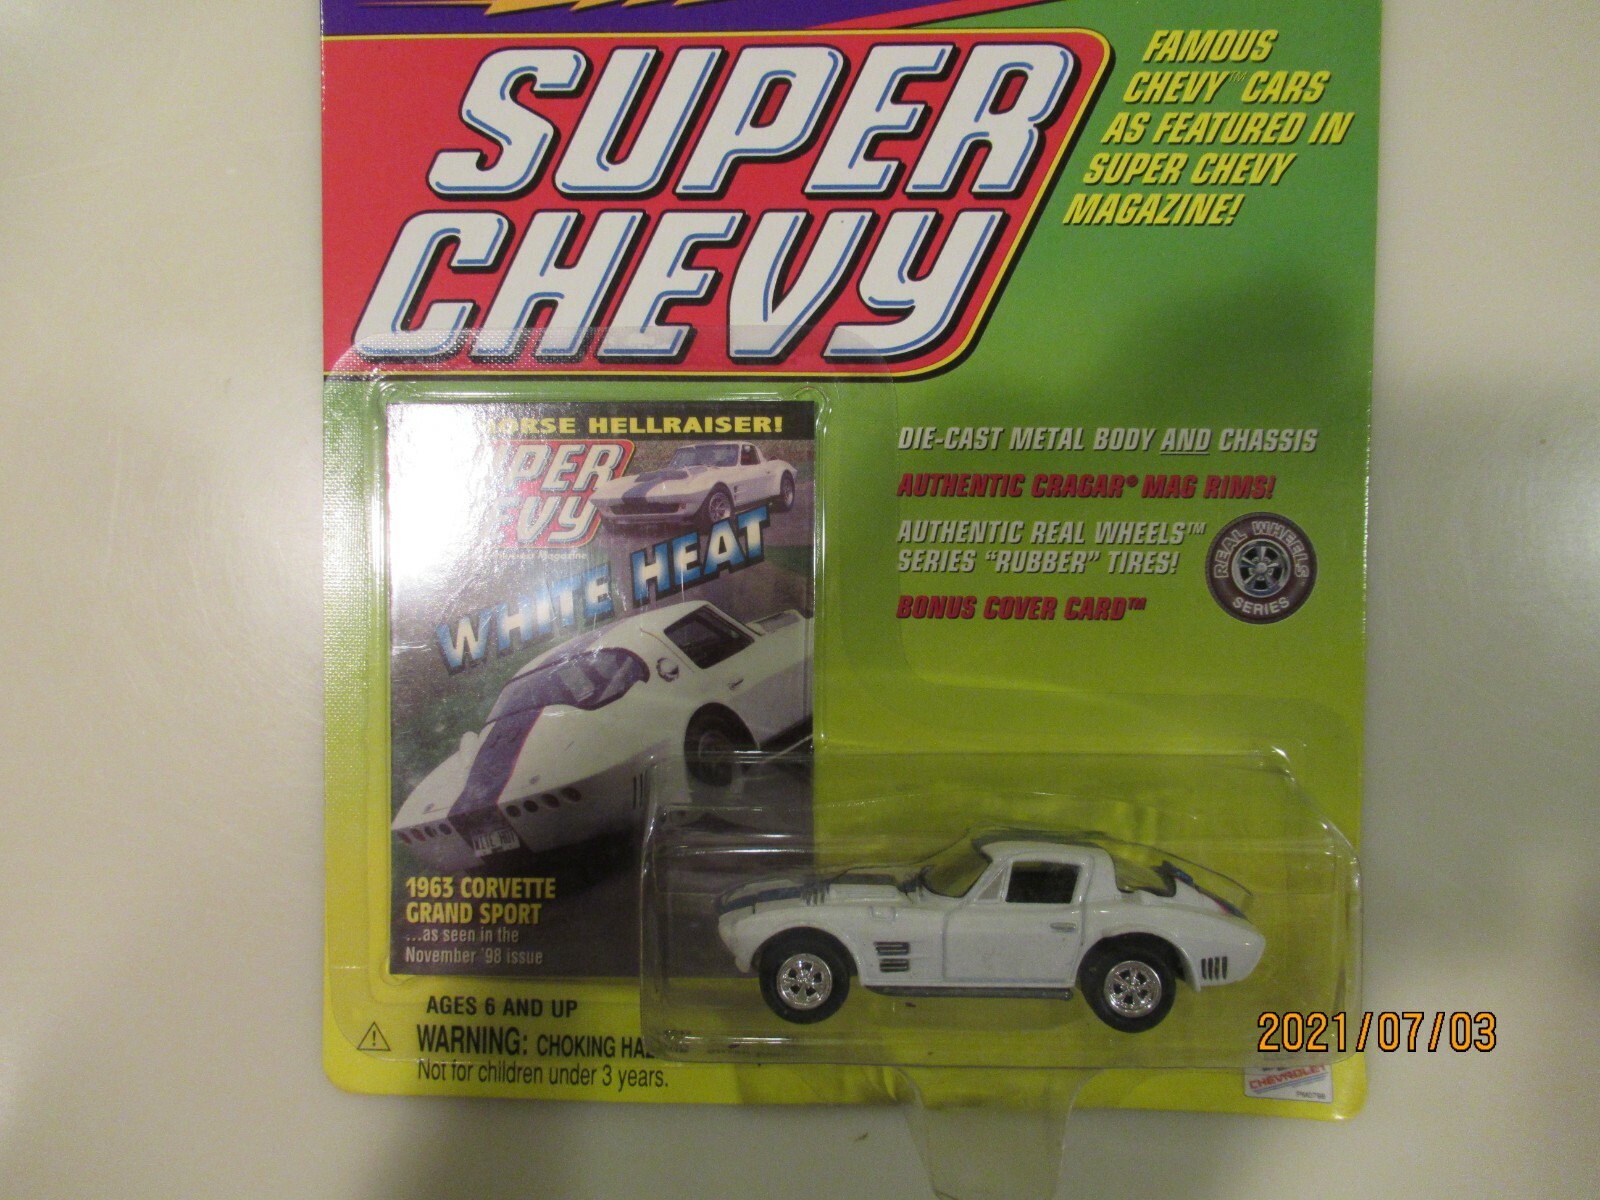 SUPER
CHEVY
FAMOUS
CHEVY™ CARS
AS FEATURED IN
SUPER CHEVY
MAGAZINE!
HELLRAISER!
WHITE HEAT
1963 CORVETTE
GRAND SPORT
...as seen in the
November '98 issue
DIE-CAST METAL BODY AND CHASSIS
AUTHENTIC CRAGAR® MAG RIMS!
AUTHENTIC REAL WHEELS™
SERIES “RUBBER” TIRES!
BONUS COVER CARD™
REAL WHEELS
SERIES
AGES 6 AND UP
WARNING: CHOKING
Not for children under 3 years.
2021/07/03
CHEVROLET